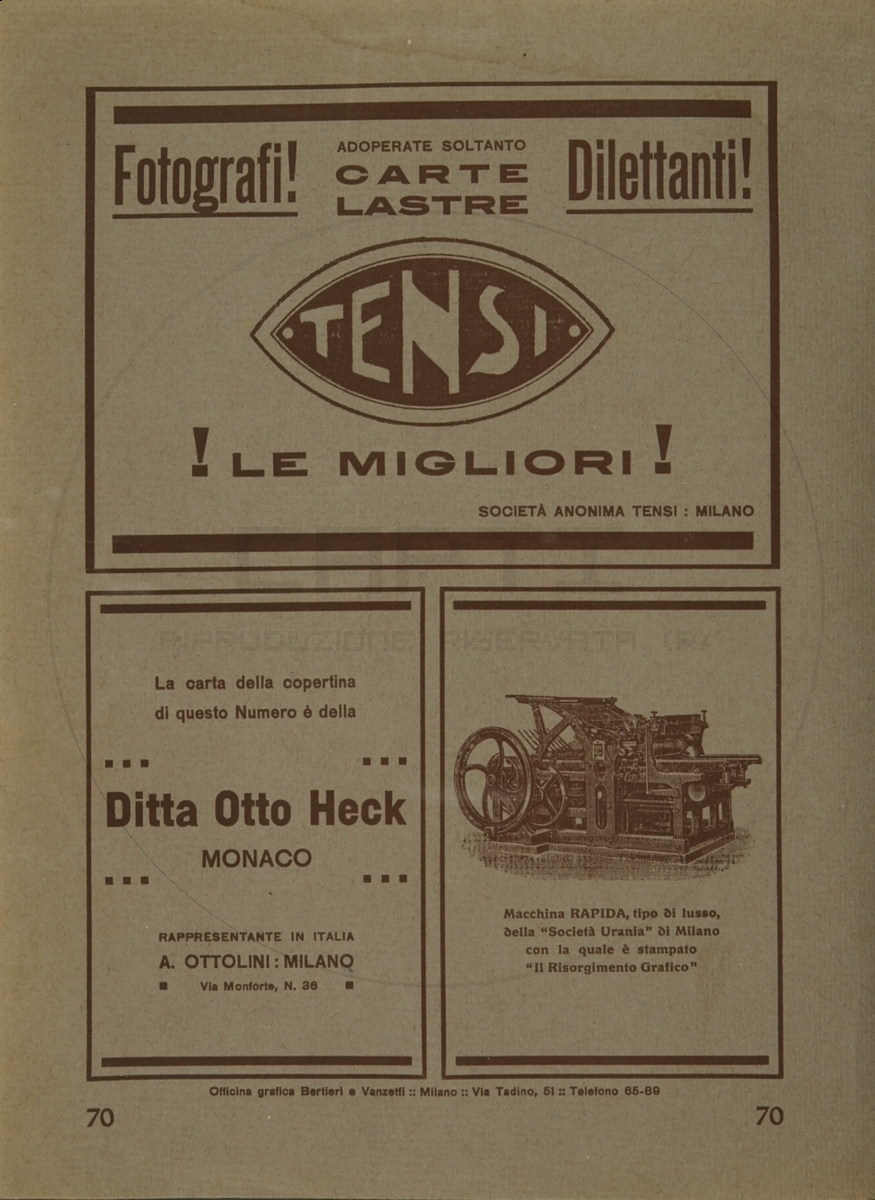 Fotografi!
ADOPERATE SOLTANTO
CARTE
LASTRE
Dilettanti!
TENSI
! LE MIGLIORI !
SOCIETÀ ANONIMA TENSI : MILANO
La carta della copertina
di questo Numero è della
Ditta Otto Heck
MONACO
RAPPRESENTANTE IN ITALIA
A. OTTOLINI : MILANO
Via Monforte, N. 36
Macchina RAPIDA, tipo di lusso,
della “Società Urania” di Milano
con la quale è stampato
“Il Risorgimento Grafico”
Officina grafica Bertieri e Vanzetti :: Milano :: Via Tadino, 51 :: Telefono 65-89
70
70
RIPRODUZIONE RISERVATA